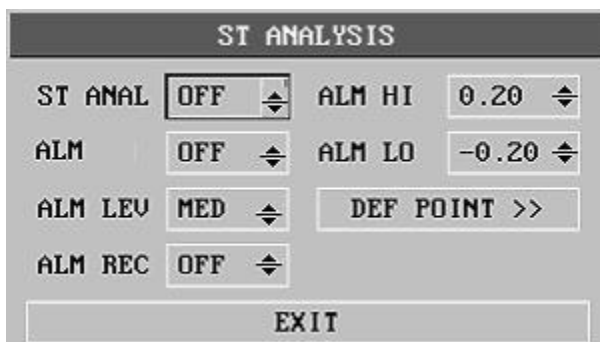 ST ANALYSIS
ST ANAL OFF ALM HI 0.20
ALM OFF ALM LO -0.20
ALM LEV MED DEF POINT >>
ALM REC OFF
EXIT